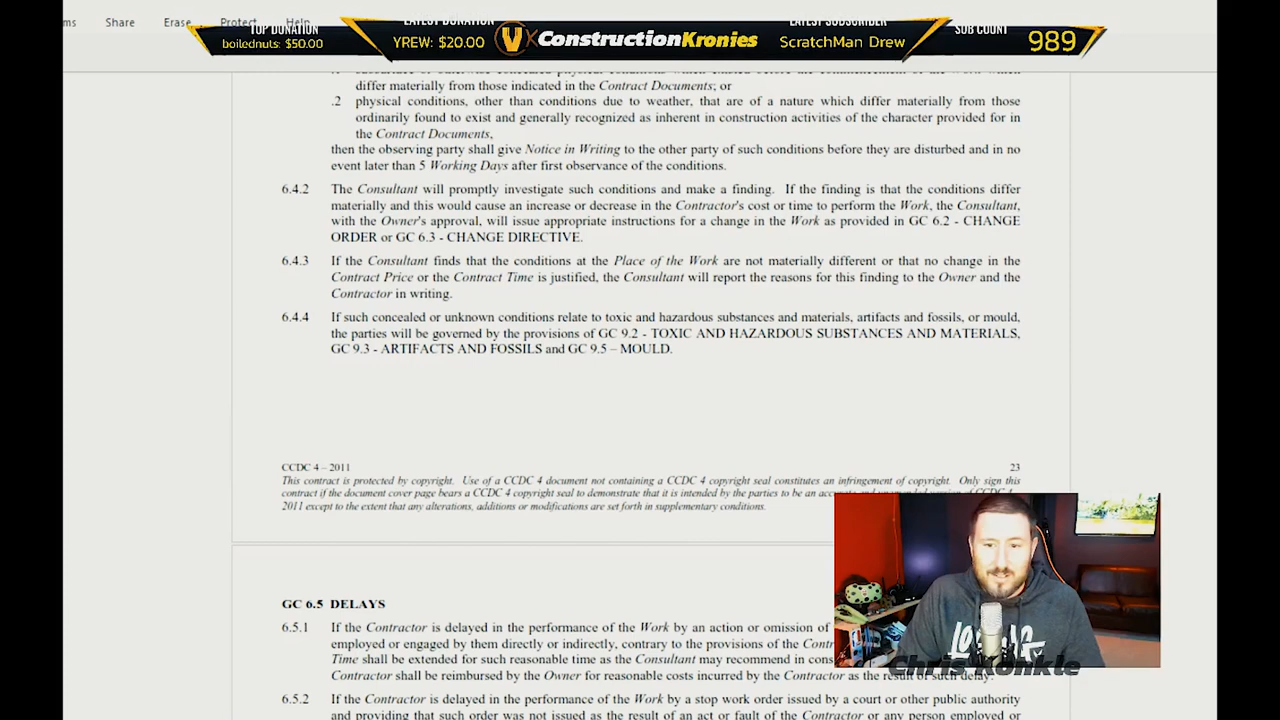 ms Share Erase Protect Help
TOP DONATION
boilednuts: $50.00
LATEST DONATION
YREW: $20.00
ConstructionKronies
LATEST SUBSCRIBER
ScratchMan Drew
SUB COUNT
989
differ materially from those indicated in the Contract Documents; or
.2 physical conditions, other than conditions due to weather, that are of a nature which differ materially from those
ordinarily found to exist and generally recognized as inherent in construction activities of the character provided for in
the Contract Documents,
then the observing party shall give Notice in Writing to the other party of such conditions before they are disturbed and in no
event later than 5 Working Days after first observance of the conditions.
6.4.2 The Consultant will promptly investigate such conditions and make a finding. If the finding is that the conditions differ
materially and this would cause an increase or decrease in the Contractor's cost or time to perform the Work, the Consultant,
with the Owner's approval, will issue appropriate instructions for a change in the Work as provided in GC 6.2 - CHANGE
ORDER or GC 6.3 - CHANGE DIRECTIVE.
6.4.3 If the Consultant finds that the conditions at the Place of the Work are not materially different or that no change in the
Contract Price or the Contract Time is justified, the Consultant will report the reasons for this finding to the Owner and the
Contractor in writing.
6.4.4 If such concealed or unknown conditions relate to toxic and hazardous substances and materials, artifacts and fossils, or mould,
the parties will be governed by the provisions of GC 9.2 - TOXIC AND HAZARDOUS SUBSTANCES AND MATERIALS,
GC 9.3 - ARTIFACTS AND FOSSILS and GC 9.5 – MOULD.
CCDC 4 – 2011 23
This contract is protected by copyright. Use of a CCDC 4 document not containing a CCDC 4 copyright seal constitutes an infringement of copyright. Only sign this
contract if the document cover page bears a CCDC 4 copyright seal to demonstrate that it is intended by the parties to be an
2011 except to the extent that any alterations, additions or modifications are set forth in supplementary conditions.
GC 6.5 DELAYS
6.5.1 If the Contractor is delayed in the performance of the Work by an action or omission of
employed or engaged by them directly or indirectly, contrary to the provisions of the
Time shall be extended for such reasonable time as the Consultant may recommend in
Contractor shall be reimbursed by the Owner for reasonable costs incurred by the Contractor as the result of such delay.
Chris Konkle
6.5.2 If the Contractor is delayed in the performance of the Work by a stop work order issued by a court or other public authority
and providing that such order was not issued as the result of an act or fault of the Contractor or any person employed or